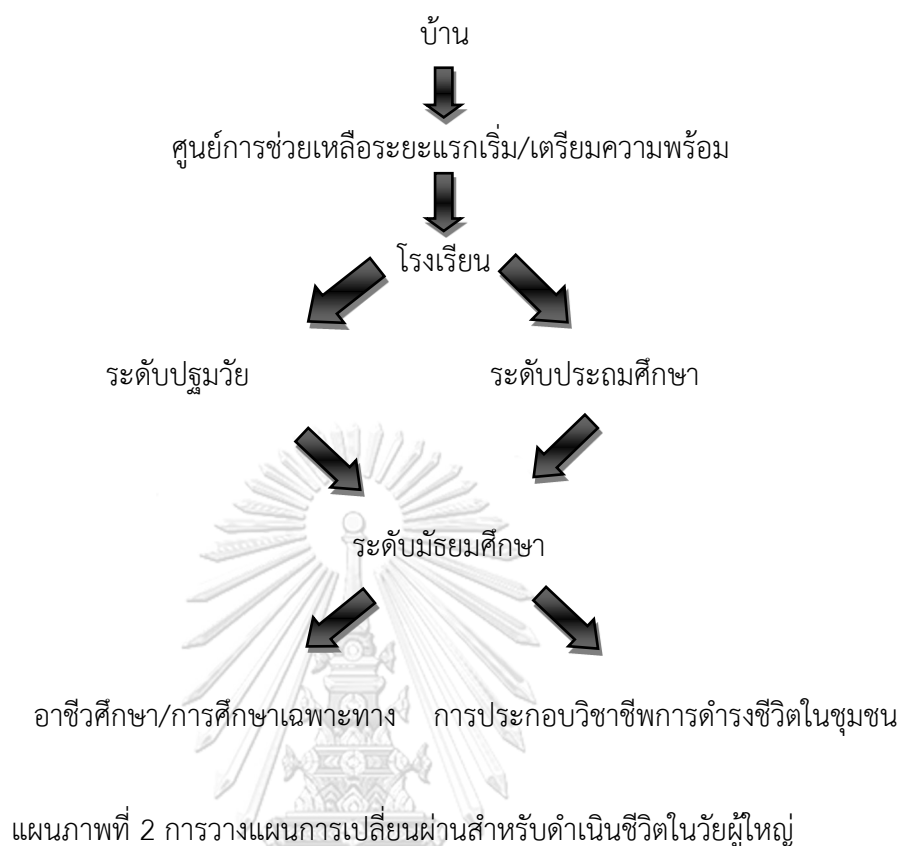 บ้าน
ศูนย์การช่วยเหลือระยะแรกเริ่ม/เตรียมความพร้อม
โรงเรียน
ระดับปฐมวัย ระดับประถมศึกษา
ระดับมัธยมศึกษา
อาชีวศึกษา/การศึกษาเฉพาะทาง การประกอบวิชาชีพการดำรงชีวิตในชุมชน
แผนภาพที่ 2 การวางแผนการเปลี่ยนผ่านสำหรับดำเนินชีวิตในวัยผู้ใหญ่